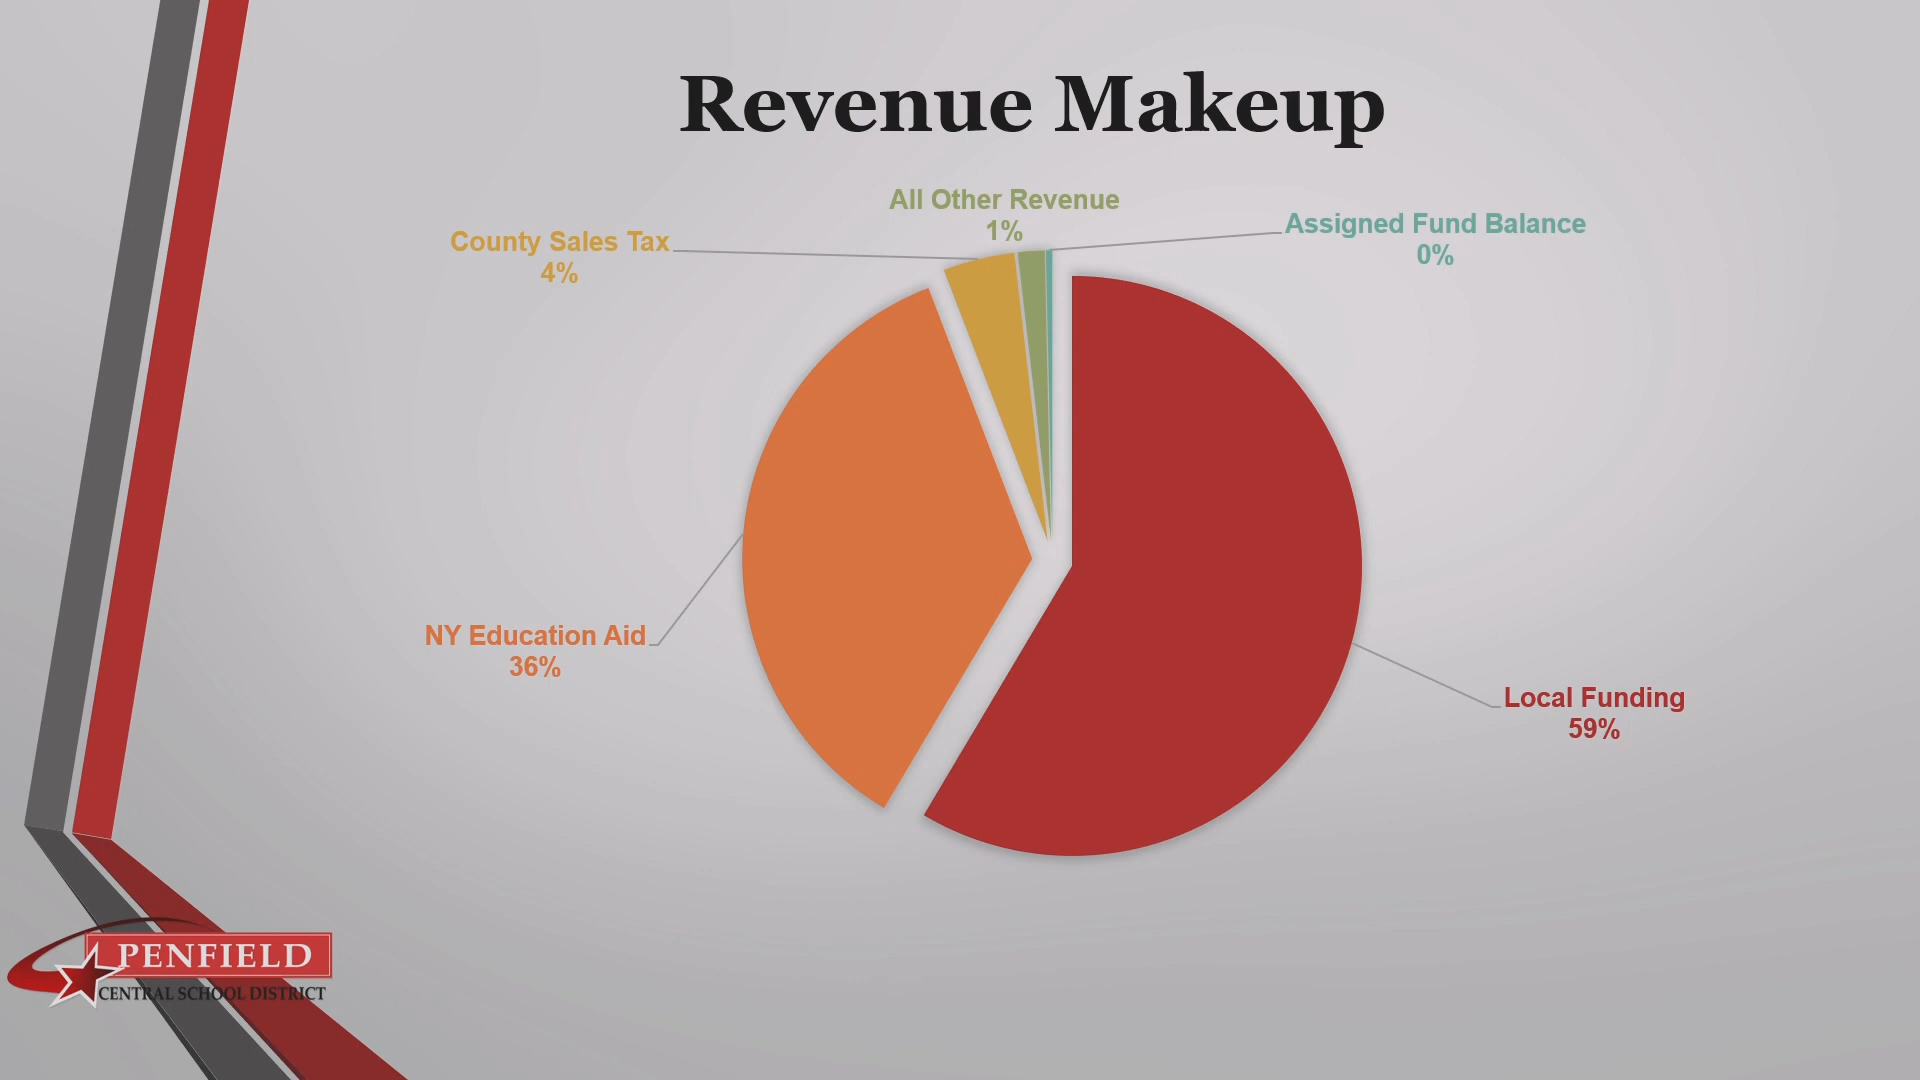 Revenue Makeup
All Other Revenue
1%
County Sales Tax
4%
Assigned Fund Balance
0%
NY Education Aid
36%
Local Funding
59%
PENFIELD
CENTRAL SCHOOL DISTRICT